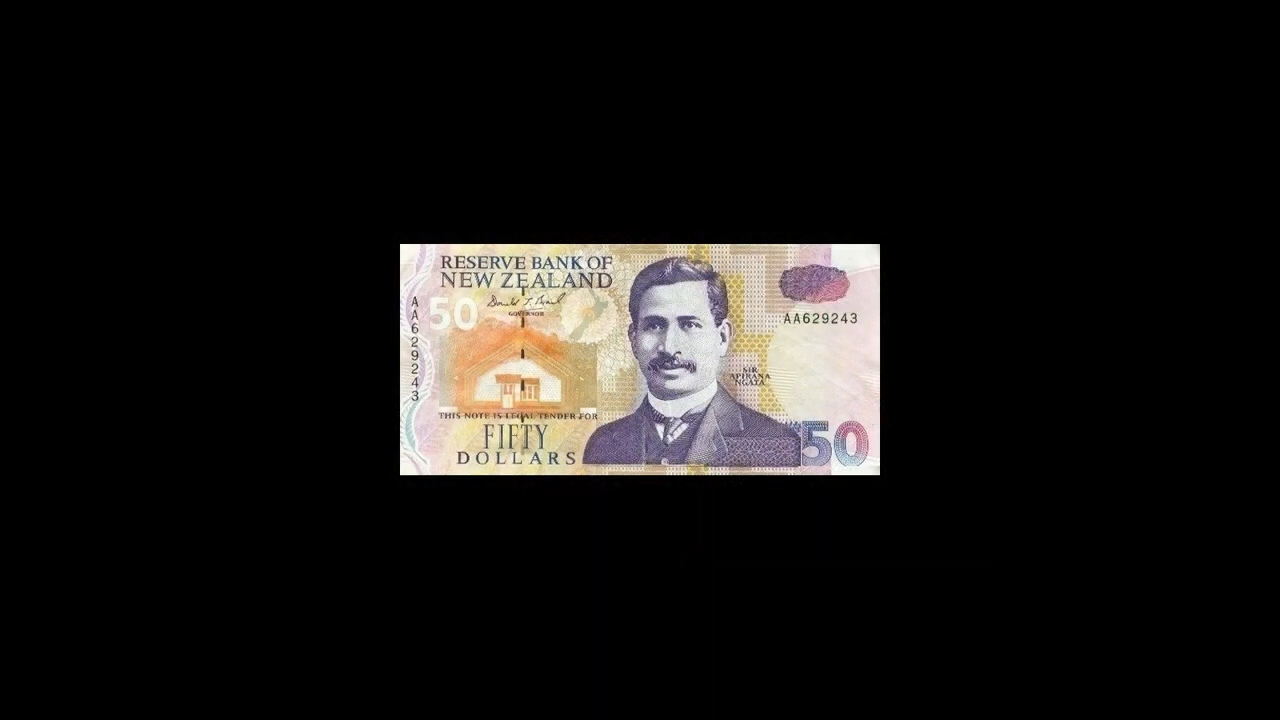 RESERVE BANK OF
NEW ZEALAND
50
GOVERNOR
AA629243
AA629243
SIR
APIRANA
NGATA
THIS NOTE IS LEGAL TENDER FOR
FIFTY
DOLLARS
50